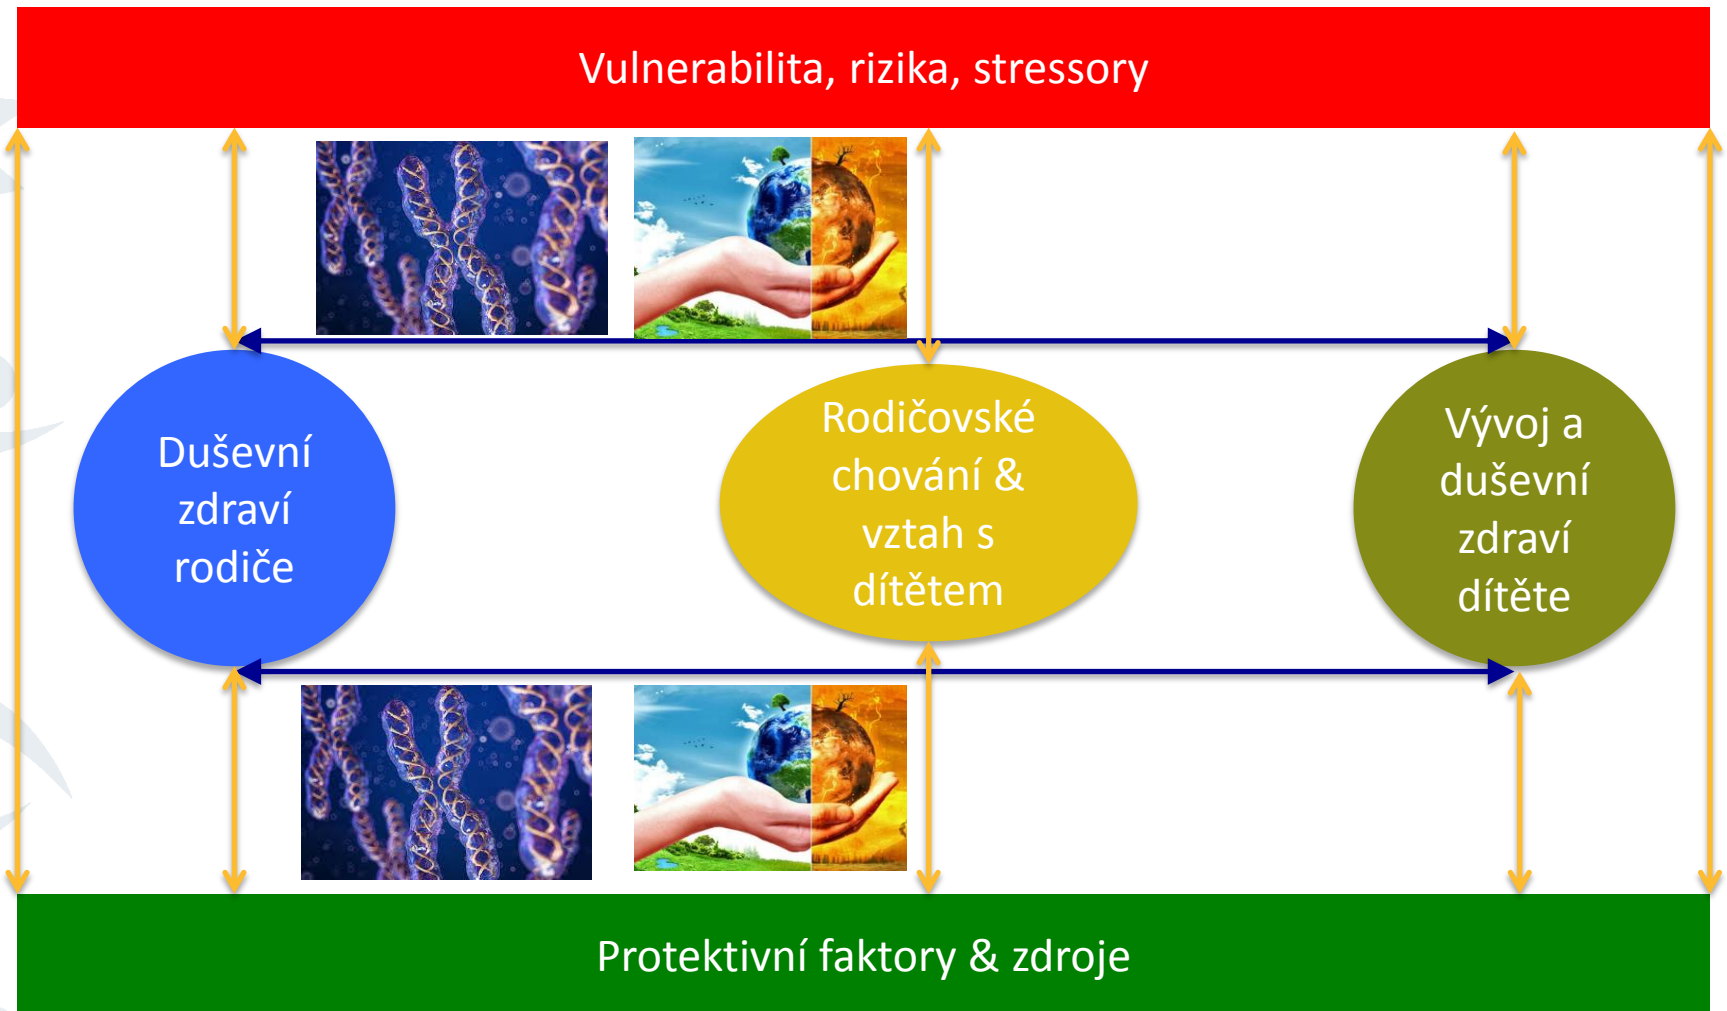 Vulnerabilita, rizika, stressory
Duševní
zdraví
rodiče
Rodičovské
chování &
vztah s
dítětem
Vývoj a
duševní
zdraví
dítěte
Protektivní faktory & zdroje